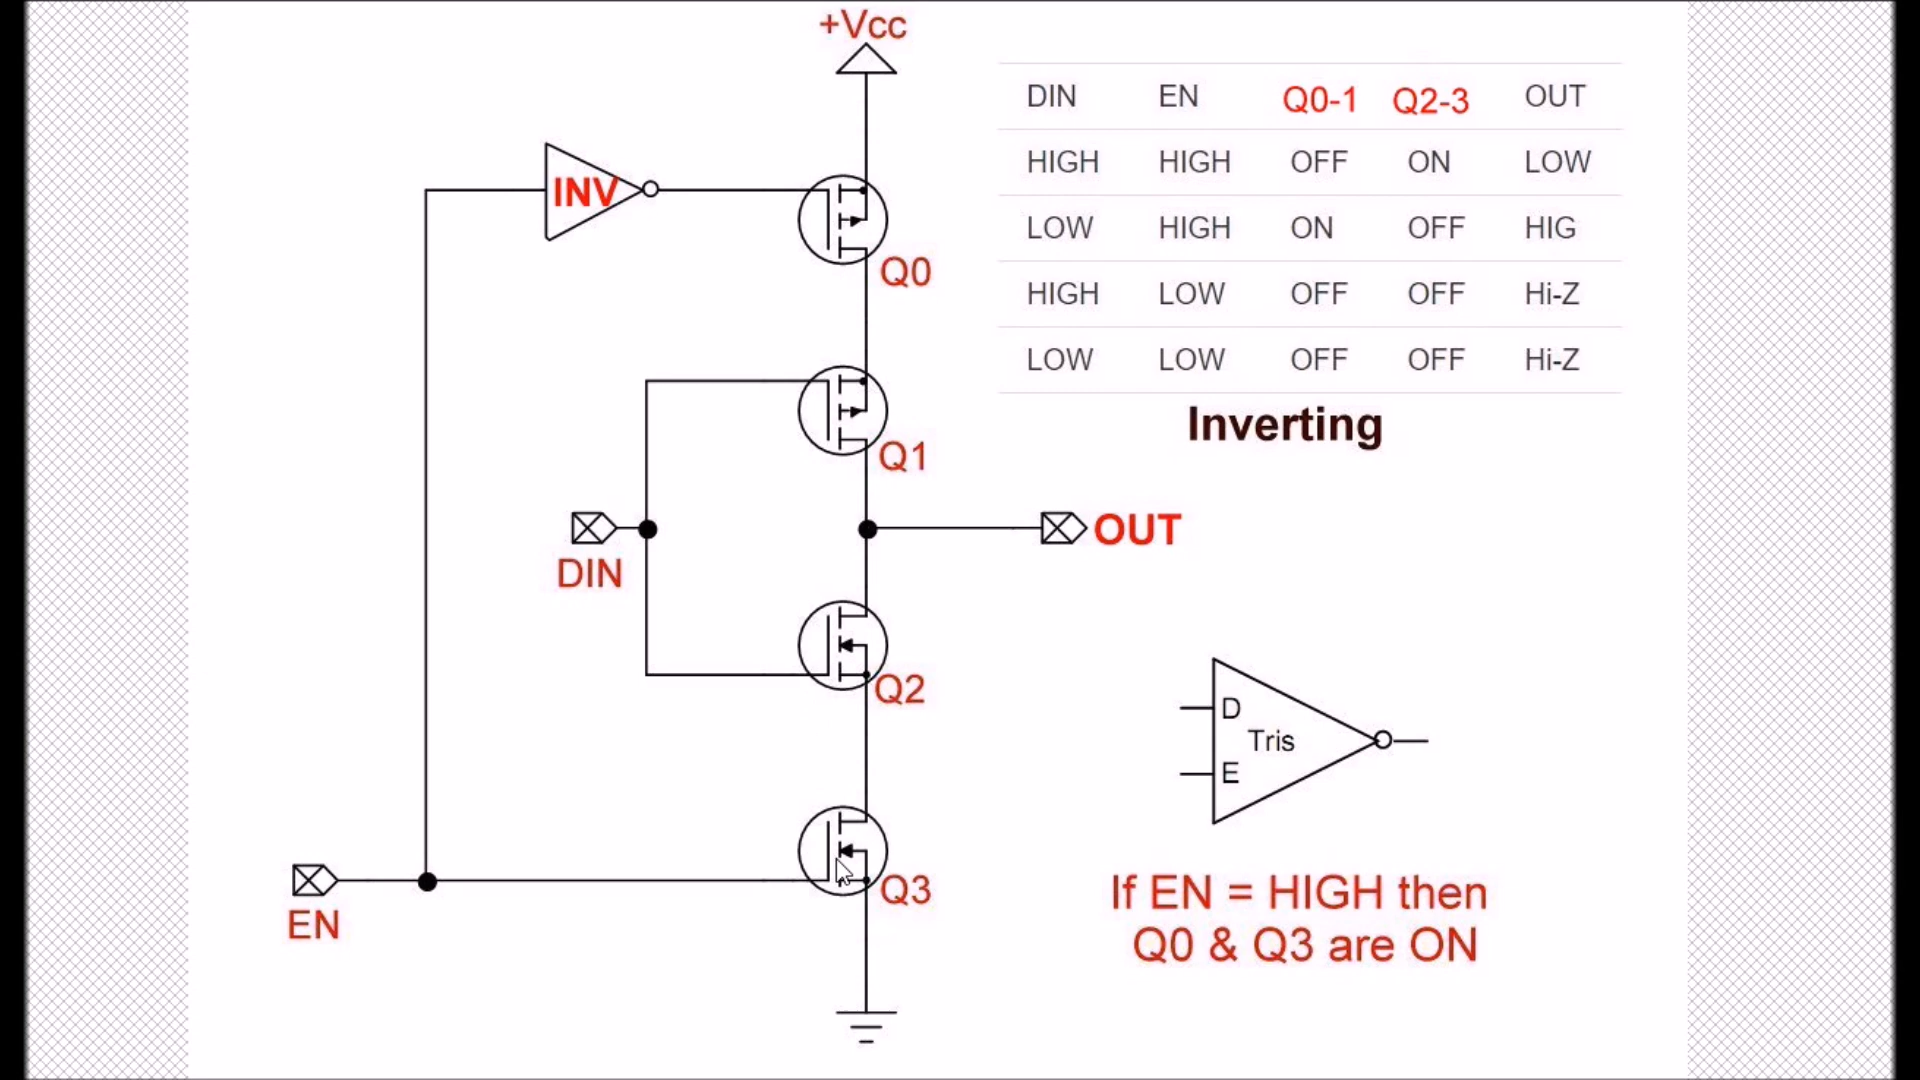 +Vcc
DIN EN Q0-1 Q2-3 OUT
HIGH HIGH OFF ON LOW
LOW HIGH ON OFF HIG
HIGH LOW OFF OFF Hi-Z
LOW LOW OFF OFF Hi-Z
Inverting
INV
Q0
Q1
DIN
OUT
Q2
D
Tris
E
Q3
EN
If EN = HIGH then
Q0 & Q3 are ON